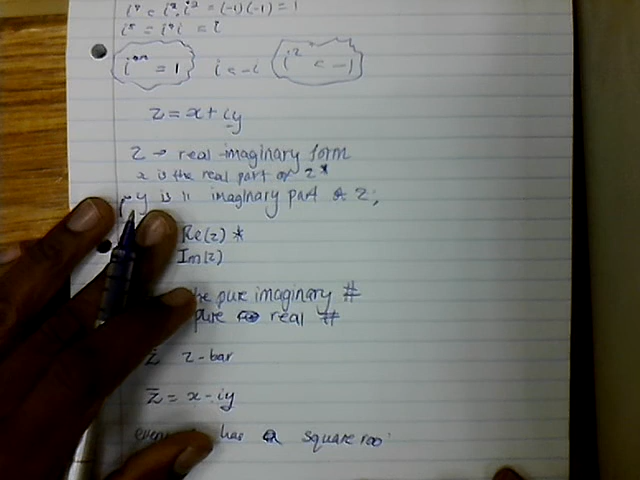 i⁴ = i²·i² = (-1)(-1) = 1
i⁵ = i⁴i = i
i⁴ⁿ = 1 i = -i i² = -1
z = x + iy
z → real-imaginary form
x is the real part of z *
y is " imaginary part of z;
Re(z) *
Im(z)
pure imaginary #
pure real #
z̄ z-bar
z̄ = x - iy
has a square